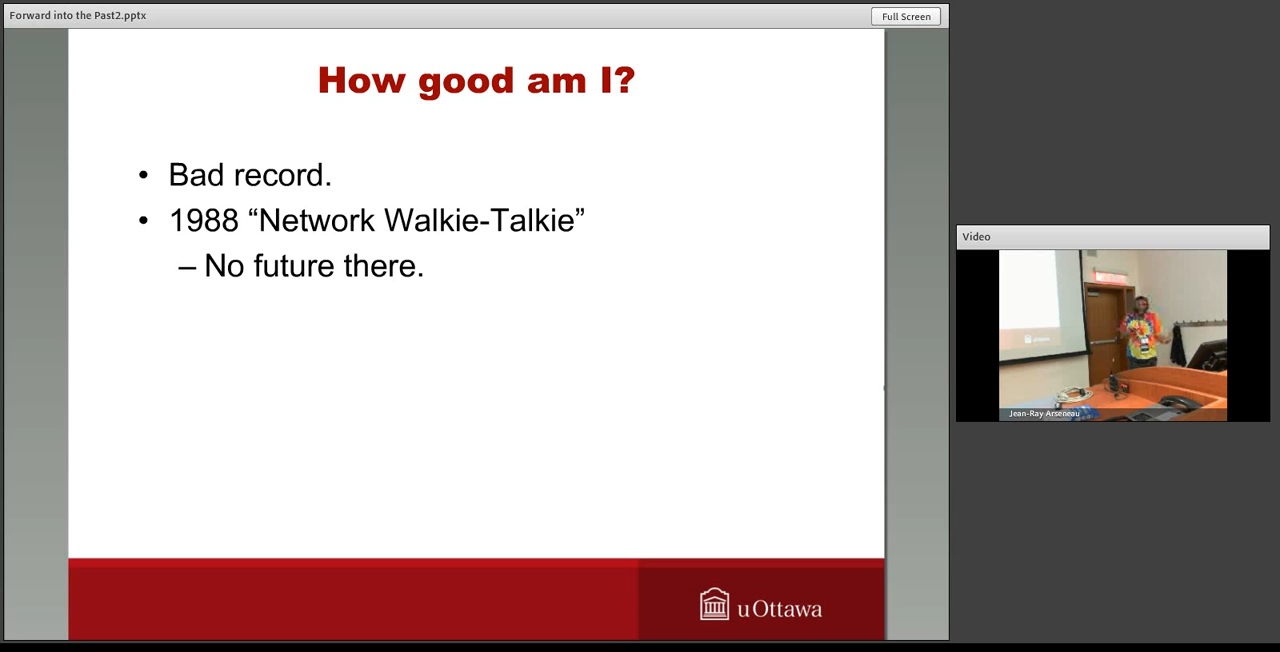 Forward into the Past2.pptx
Full Screen
How good am I?
• Bad record.
• 1988 “Network Walkie-Talkie”
– No future there.
uOttawa
Video
Jean-Ray Arseneau